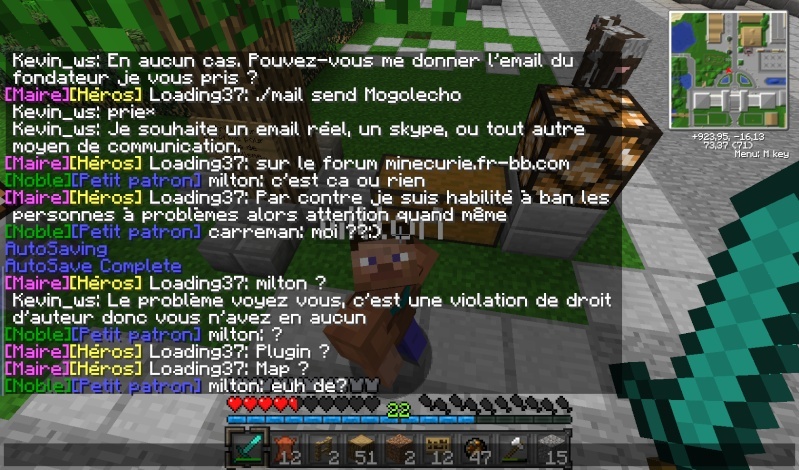 Kevin_ws: En aucun cas. Pouvez-vous me donner l'email du
fondateur je vous pris ?
[Maire][Héros] Loading37: ./mail send Mogolecho
Kevin_ws: prie*
Kevin_ws: Je souhaite un email réel, un skype, ou tout autre
moyen de communication.
[Maire][Héros] Loading37: sur le forum minecurie.fr-bb.com
[Noble][Petit patron] milton: c'est ca ou rien
[Maire][Héros] Loading37: Par contre je suis habilité à ban les
personnes à problèmes alors attention quand même
[Noble][Petit patron] carreman: moi ??:)
AutoSaving
AutoSave Complete
[Maire][Héros] Loading37: milton ?
Kevin_ws: Le problème voyez vous, c'est une violation de droit
d'auteur donc vous n'avez en aucun
[Noble][Petit patron] milton: ?
[Maire][Héros] Loading37: Plugin ?
[Maire][Héros] Loading37: Map ?
[Noble][Petit patron] milton: euh de?
+923,95, -16,13
73,37 (71)
Menu: M key
22
12 2 51 2 12 47 15